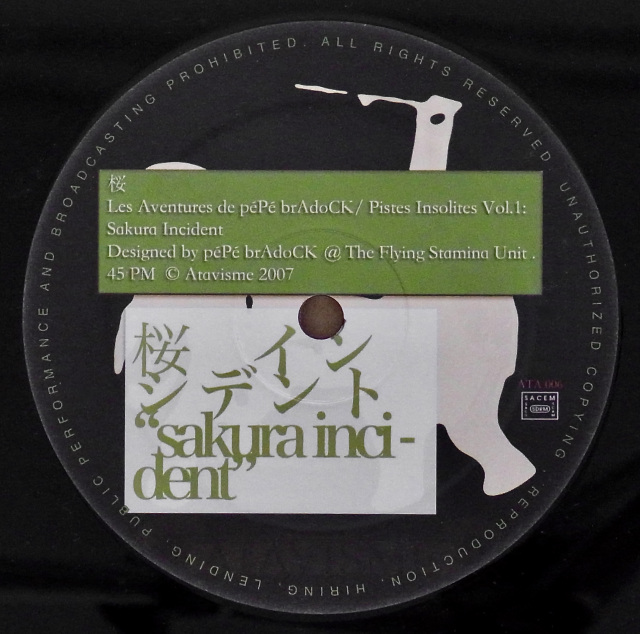 ALL RIGHTS RESERVED UNAUTHORIZED COPYING. REPRODUCTION, HIRING, LENDING, PUBLIC PERFORMANCE AND BROADCASTING PROHIBITED.
桜
Les Aventures de péPé brAdoCK/ Pistes Insolites Vol.1:
Sakura Incident
Designed by péPé brAdoCK @ The Flying Stamina Unit .
45 PM © Atavisme 2007
桜 イン
ンデント
“sakura inci-
dent”
ATA 006
SACEM
SDRM
ATAVISME